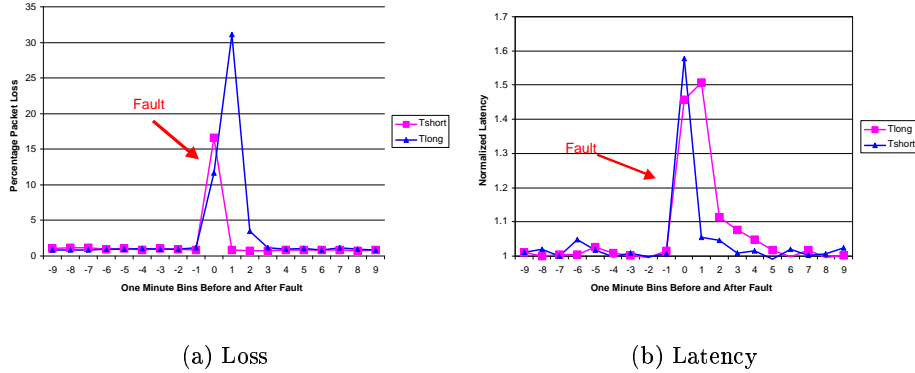 35
30
25
20
15
10
5
0
Percentage Packet Loss
Fault
Tshort
Tlong
-9 -8 -7 -6 -5 -4 -3 -2 -1 0 1 2 3 4 5 6 7 8 9
One Minute Bins Before and After Fault
(a) Loss
1.7
1.6
1.5
1.4
1.3
1.2
1.1
1
Normalized Latency
Fault
Tlong
Tshort
-9 -8 -7 -6 -5 -4 -3 -2 -1 0 1 2 3 4 5 6 7 8 9
One Minute Bins Before and After Fault
(b) Latency